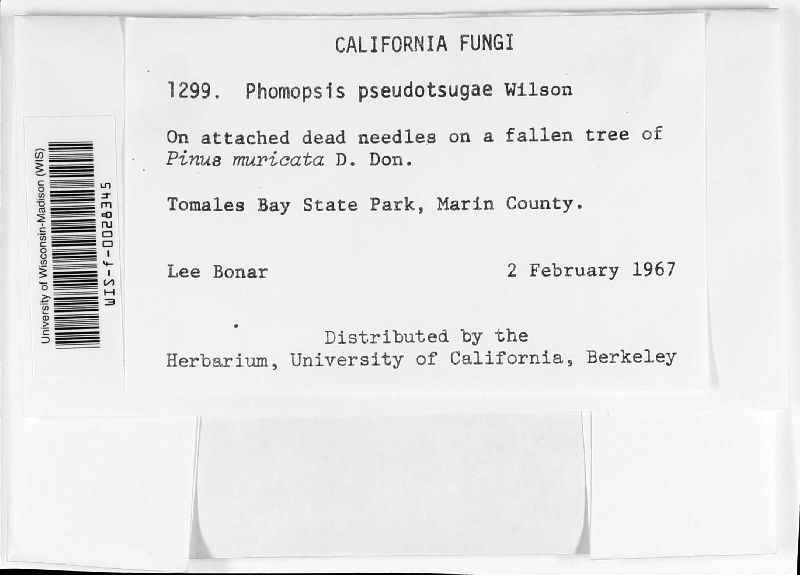 CALIFORNIA FUNGI
1299. Phomopsis pseudotsugae Wilson
On attached dead needles on a fallen tree of
Pinus muricata D. Don.
Tomales Bay State Park, Marin County.
Lee Bonar 2 February 1967
Distributed by the
Herbarium, University of California, Berkeley
University of Wisconsin-Madison (WIS)
WIS-f-0028345